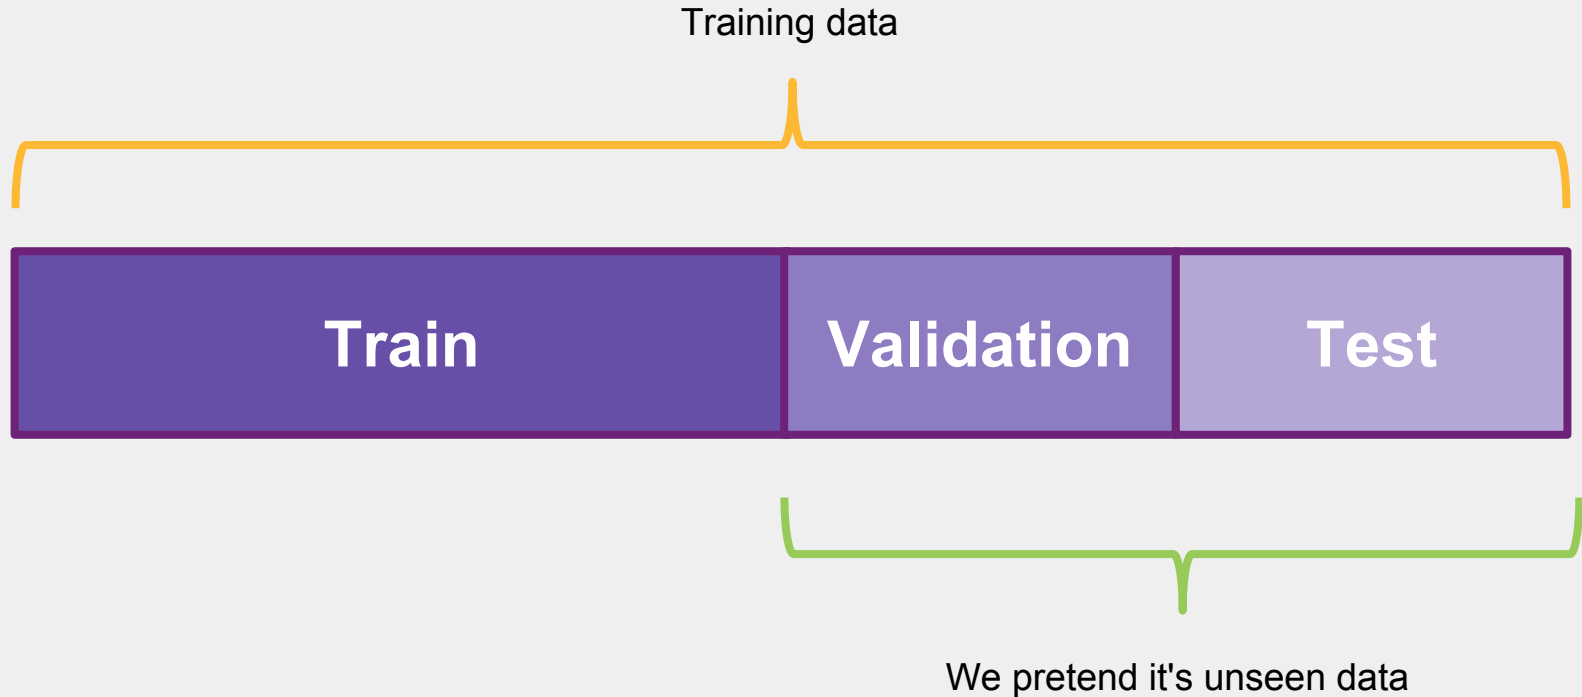 Training data
Train
Validation
Test
We pretend it's unseen data